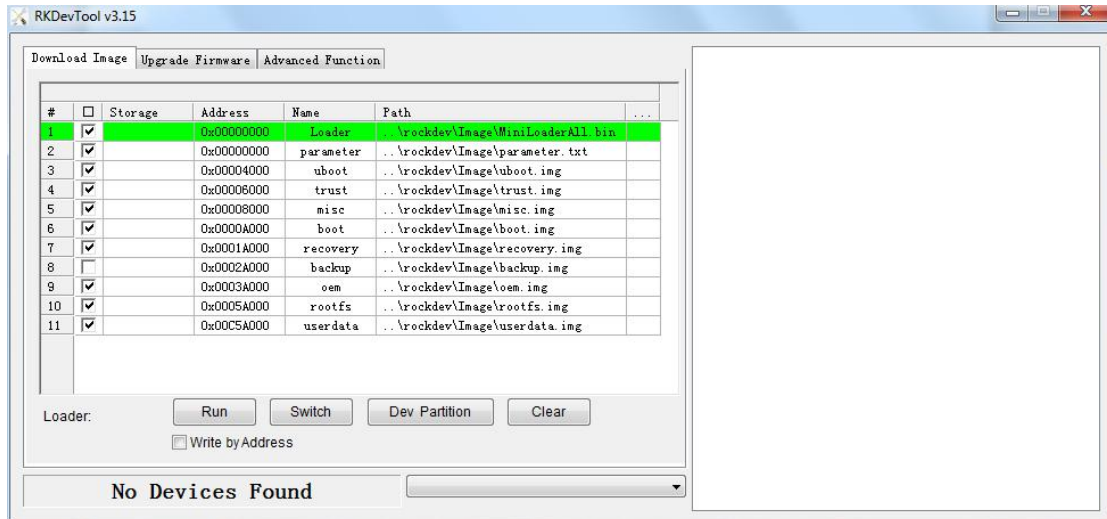 RKDevTool v3.15
Download Image Upgrade Firmware Advanced Function
# Storage Address Name Path ...
1 0x00000000 Loader ..\rockdev\Image\MiniLoaderAll.bin
2 0x00000000 parameter ..\rockdev\Image\parameter.txt
3 0x00004000 uboot ..\rockdev\Image\uboot.img
4 0x00006000 trust ..\rockdev\Image\trust.img
5 0x00008000 misc ..\rockdev\Image\misc.img
6 0x0000A000 boot ..\rockdev\Image\boot.img
7 0x0001A000 recovery ..\rockdev\Image\recovery.img
8 0x0002A000 backup ..\rockdev\Image\backup.img
9 0x0003A000 oem ..\rockdev\Image\oem.img
10 0x0005A000 rootfs ..\rockdev\Image\rootfs.img
11 0x00C5A000 userdata ..\rockdev\Image\userdata.img
Loader: Run Switch Dev Partition Clear
Write by Address
No Devices Found